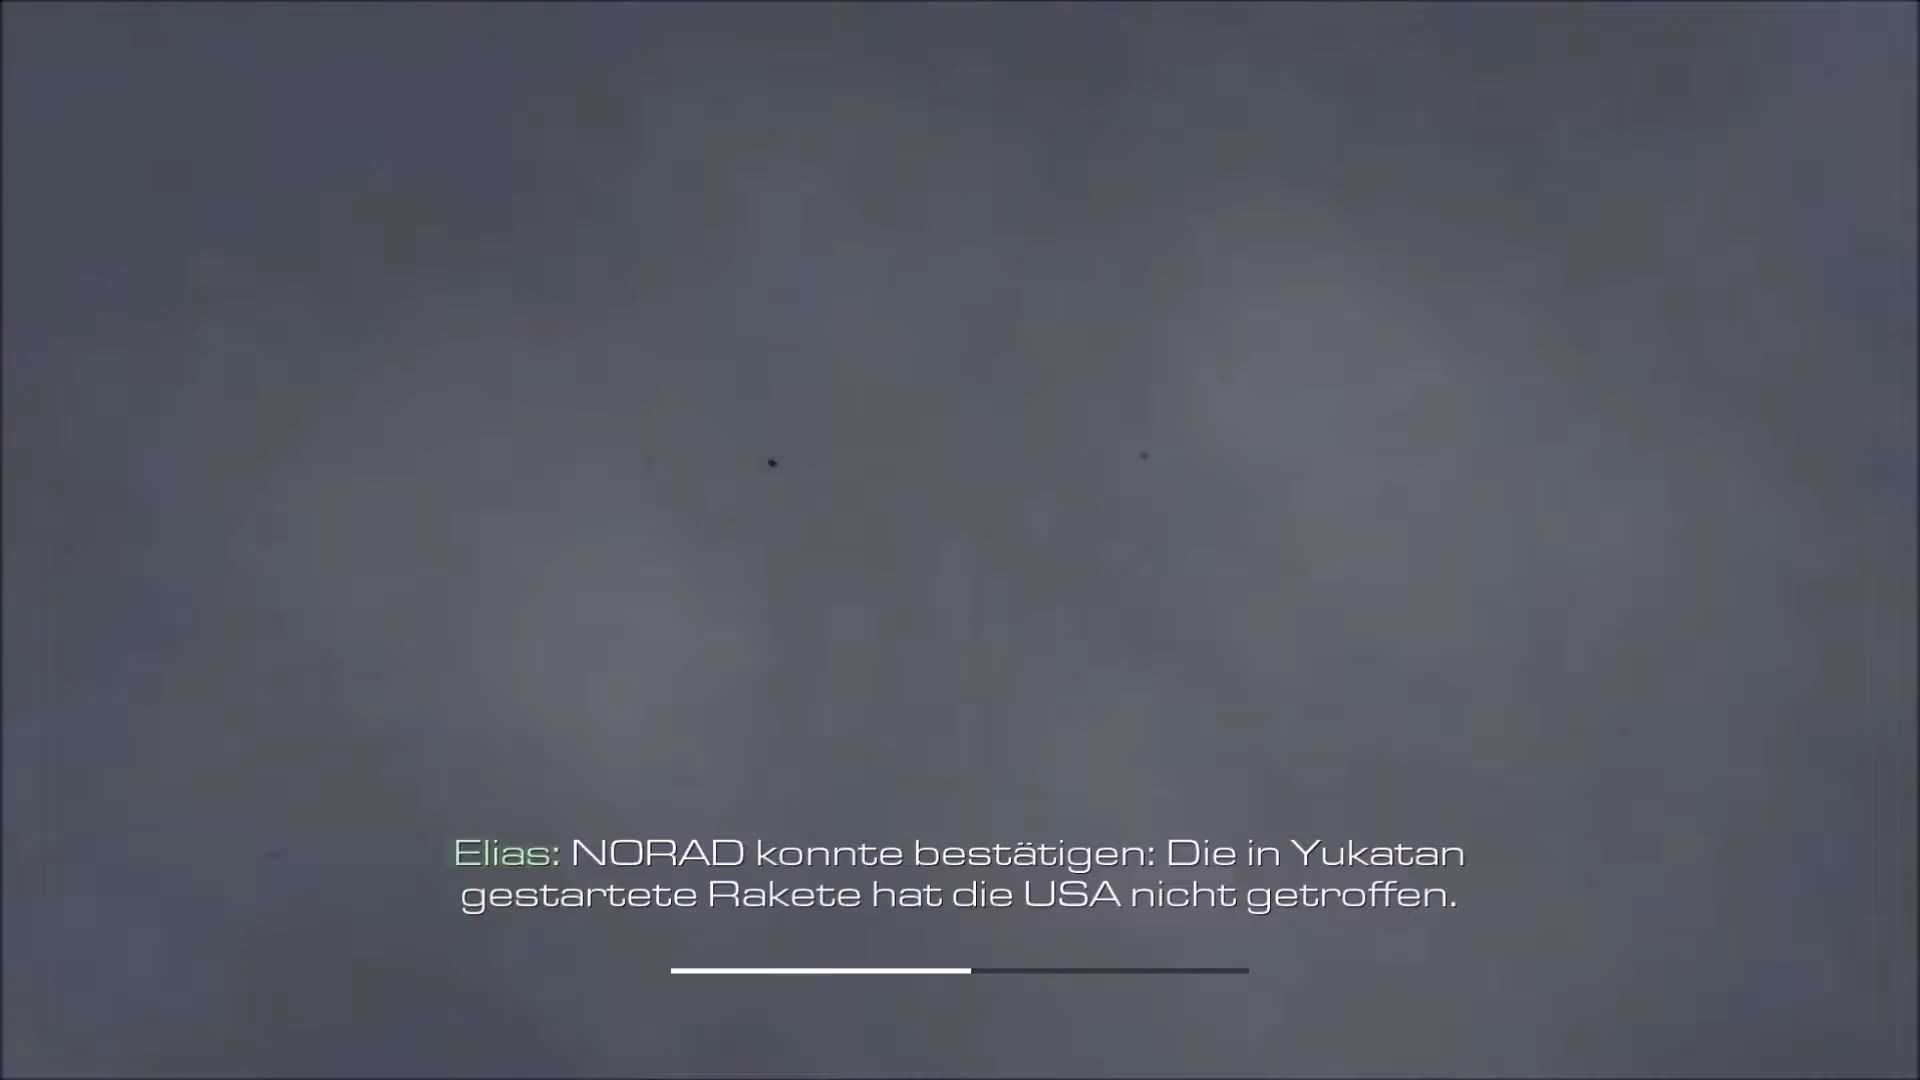 Elias: NORAD konnte bestätigen: Die in Yukatan
gestartete Rakete hat die USA nicht getroffen.